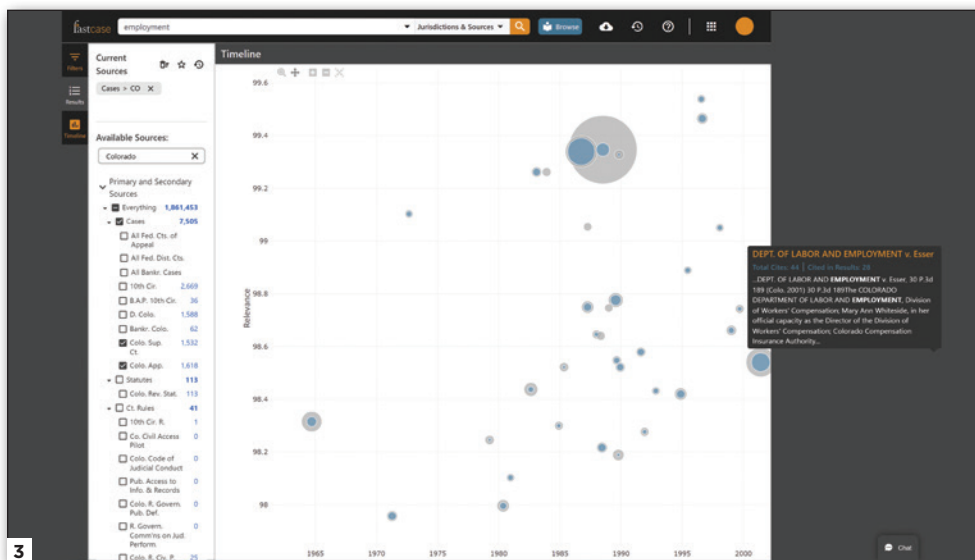 fastcase
employment
Jurisdictions & Sources
Browse
Filters
Results
Timeline
Current
Sources
Cases > CO
Available Sources:
Colorado
Primary and Secondary
Sources
Everything 1,861,453
Cases 7,505
All Fed. Cts. of
Appeal
All Fed. Dist. Cts.
All Bankr. Cases
10th Cir. 2,669
B.A.P. 10th Cir. 36
D. Colo. 1,588
Bankr. Colo. 62
Colo. Sup. 1,532
Ct.
Colo. App. 1,618
Statutes 113
Colo. Rev. Stat. 113
Ct. Rules 41
10th Cir. R. 1
Co. Civil Access 0
Pilot
Colo. Code of 0
Judicial Conduct
Pub. Access to 0
Info. & Records
Colo. R. Govern. 0
Pub. Def.
R. Govern. 0
Comm'ns on Jud.
Perform.
Colo. R. Civ. P. 25
Timeline
99.6
99.4
99.2
99
98.8
98.6
98.4
98.2
98
Relevance
1965 1970 1975 1980 1985 1990 1995 2000
DEPT. OF LABOR AND EMPLOYMENT v. Esser
Total Cites: 44 | Cited in Results: 20
...DEPT. OF LABOR AND EMPLOYMENT v. Esser, 30 P.3d
189 (Colo. 2001) 30 P.3d 189The COLORADO
DEPARTMENT OF LABOR AND EMPLOYMENT, Division
of Workers' Compensation; Mary Ann Whiteside, in her
official capacity as the Director of the Division of
Workers' Compensation; Colorado Compensation
Insurance Authority...
Chat
3